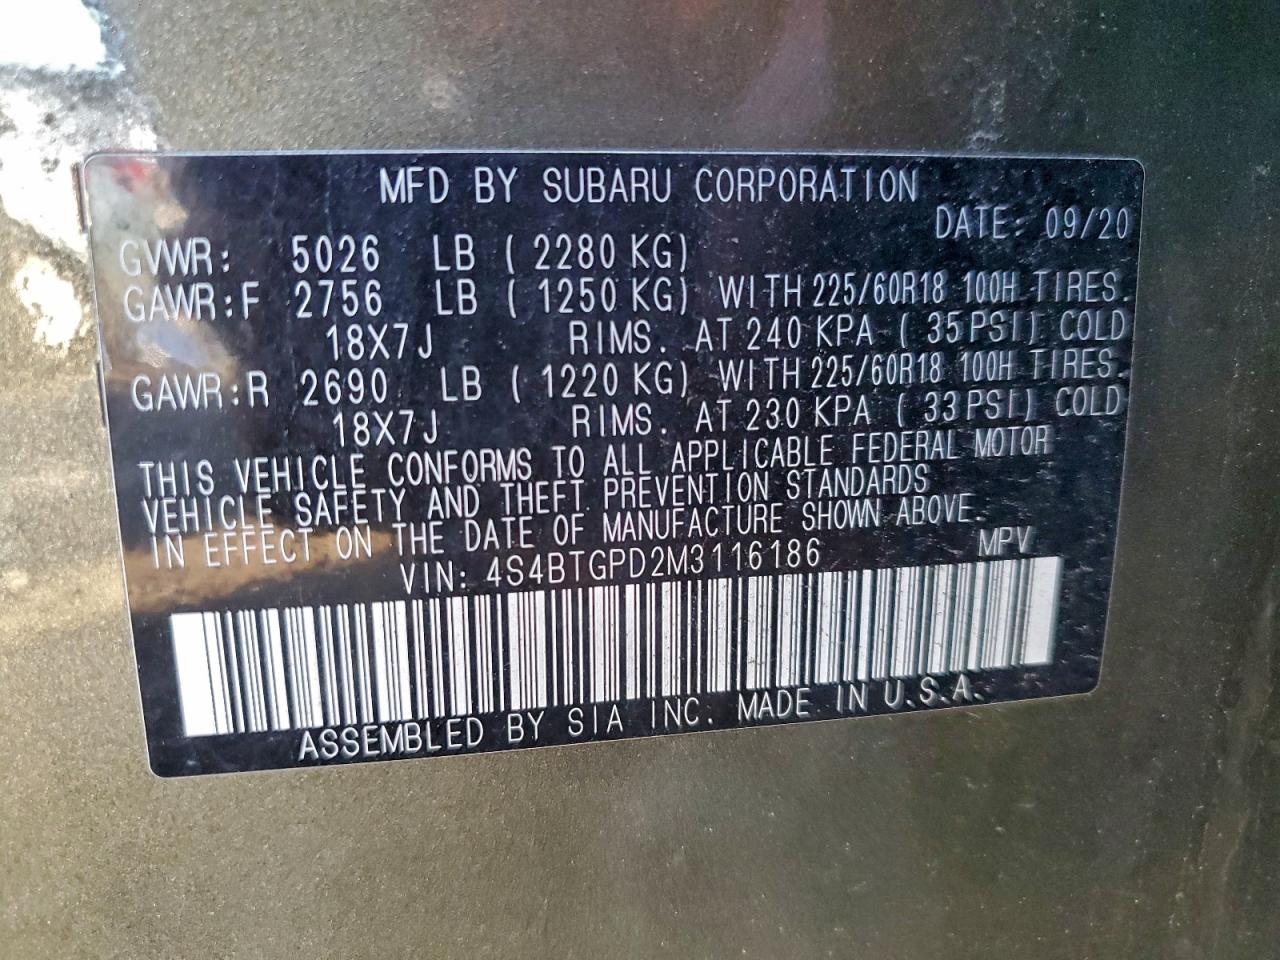 MFD BY SUBARU CORPORATION
DATE: 09/20
GVWR: 5026 LB ( 2280 KG)
GAWR:F 2756 LB ( 1250 KG) WITH 225/60R18 100H TIRES.
18X7J RIMS. AT 240 KPA ( 35PSI) COLD
GAWR:R 2690 LB ( 1220 KG) WITH 225/60R18 100H TIRES.
18X7J RIMS. AT 230 KPA ( 33PSI) COLD
THIS VEHICLE CONFORMS TO ALL APPLICABLE FEDERAL MOTOR
VEHICLE SAFETY AND THEFT PREVENTION STANDARDS
IN EFFECT ON THE DATE OF MANUFACTURE SHOWN ABOVE.
VIN: 4S4BTGPD2M3116186 MPV
ASSEMBLED BY SIA INC. MADE IN U.S.A.